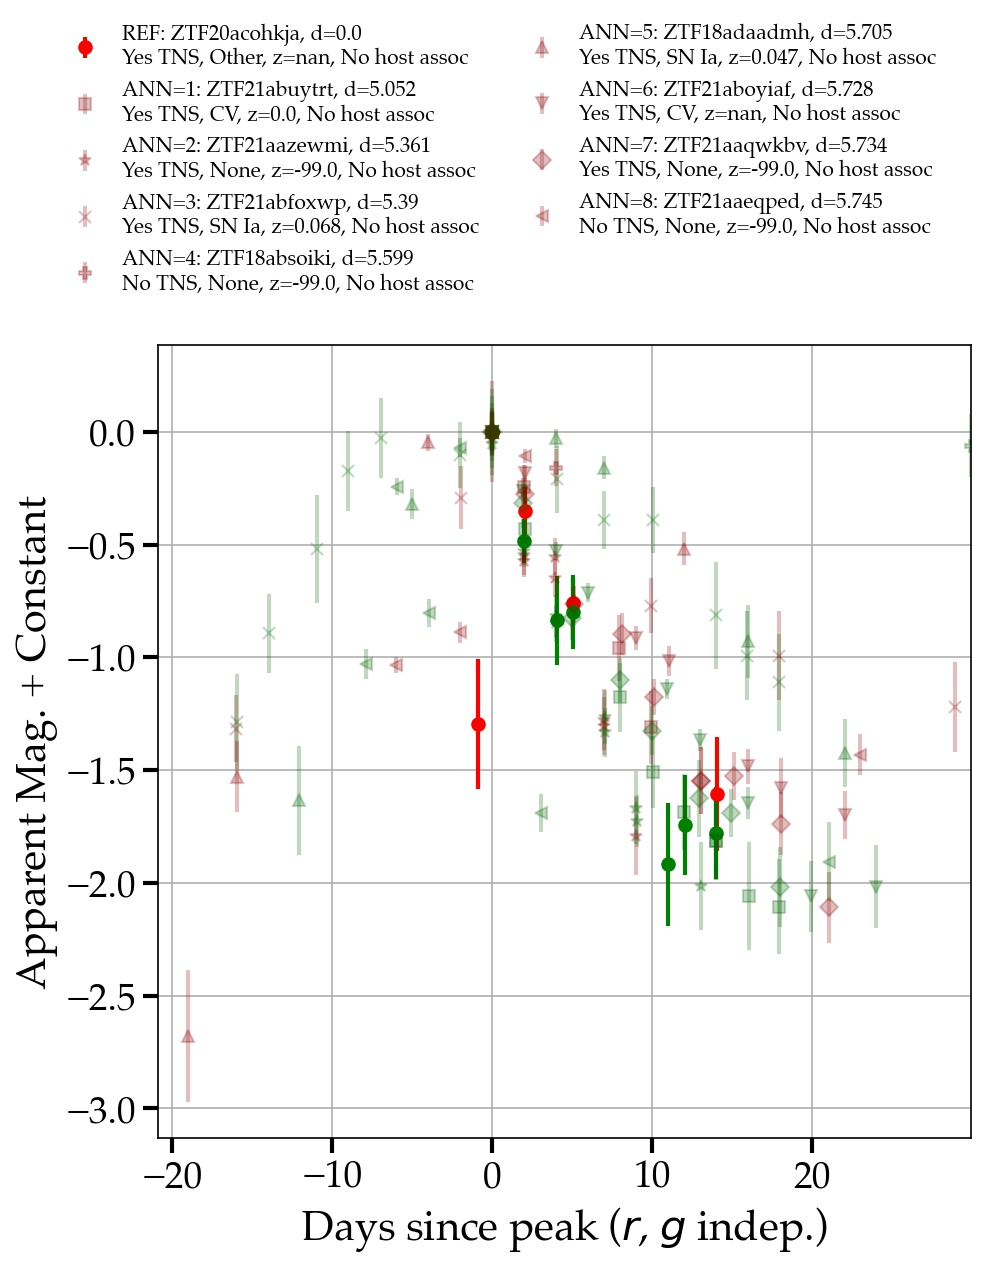 REF: ZTF20acohkja, d=0.0
Yes TNS, Other, z=nan, No host assoc
ANN=1: ZTF21abuytrt, d=5.052
Yes TNS, CV, z=0.0, No host assoc
ANN=2: ZTF21aazewmi, d=5.361
Yes TNS, None, z=-99.0, No host assoc
ANN=3: ZTF21abfoxwp, d=5.39
Yes TNS, SN Ia, z=0.068, No host assoc
ANN=4: ZTF18absoiki, d=5.599
No TNS, None, z=-99.0, No host assoc
ANN=5: ZTF18adaadmh, d=5.705
Yes TNS, SN Ia, z=0.047, No host assoc
ANN=6: ZTF21aboyiaf, d=5.728
Yes TNS, CV, z=nan, No host assoc
ANN=7: ZTF21aaqwkbv, d=5.734
Yes TNS, None, z=-99.0, No host assoc
ANN=8: ZTF21aaeqped, d=5.745
No TNS, None, z=-99.0, No host assoc
Apparent Mag. + Constant
0.0
−0.5
−1.0
−1.5
−2.0
−2.5
−3.0
−20 −10 0 10 20
Days since peak (r, g indep.)